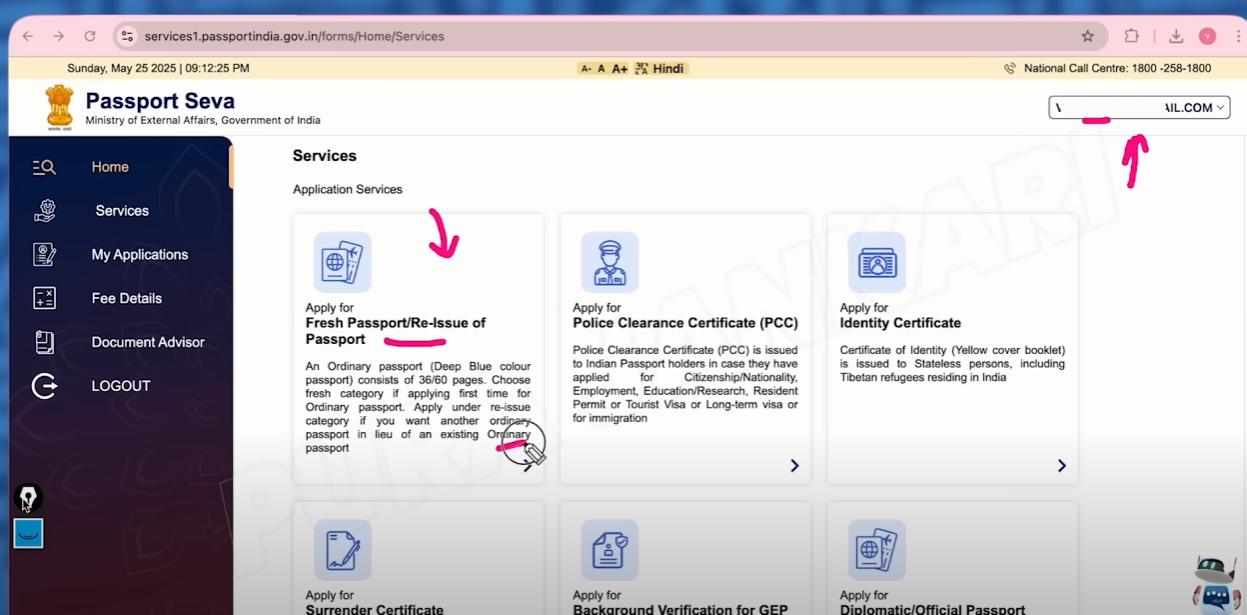 services1.passportindia.gov.in/forms/Home/Services
Sunday, May 25 2025 | 09:12:25 PM
A- A A+ Hindi
National Call Centre: 1800 -258-1800
Passport Seva
Ministry of External Affairs, Government of India
AIL.COM
Home
Services
My Applications
Fee Details
Document Advisor
LOGOUT
Services
Application Services
Apply for
Fresh Passport/Re-Issue of
Passport
An Ordinary passport (Deep Blue colour
passport) consists of 36/60 pages. Choose
fresh category if applying first time for
Ordinary passport. Apply under re-issue
category if you want another ordinary
passport in lieu of an existing Ordinary
passport
Apply for
Police Clearance Certificate (PCC)
Police Clearance Certificate (PCC) is issued
to Indian Passport holders in case they have
applied for Citizenship/Nationality,
Employment, Education/Research, Resident
Permit or Tourist Visa or Long-term visa or
for immigration
Apply for
Identity Certificate
Certificate of Identity (Yellow cover booklet)
is issued to Stateless persons, including
Tibetan refugees residing in India
Apply for
Surrender Certificate
Apply for
Background Verification for GEP
Apply for
Diplomatic/Official Passport